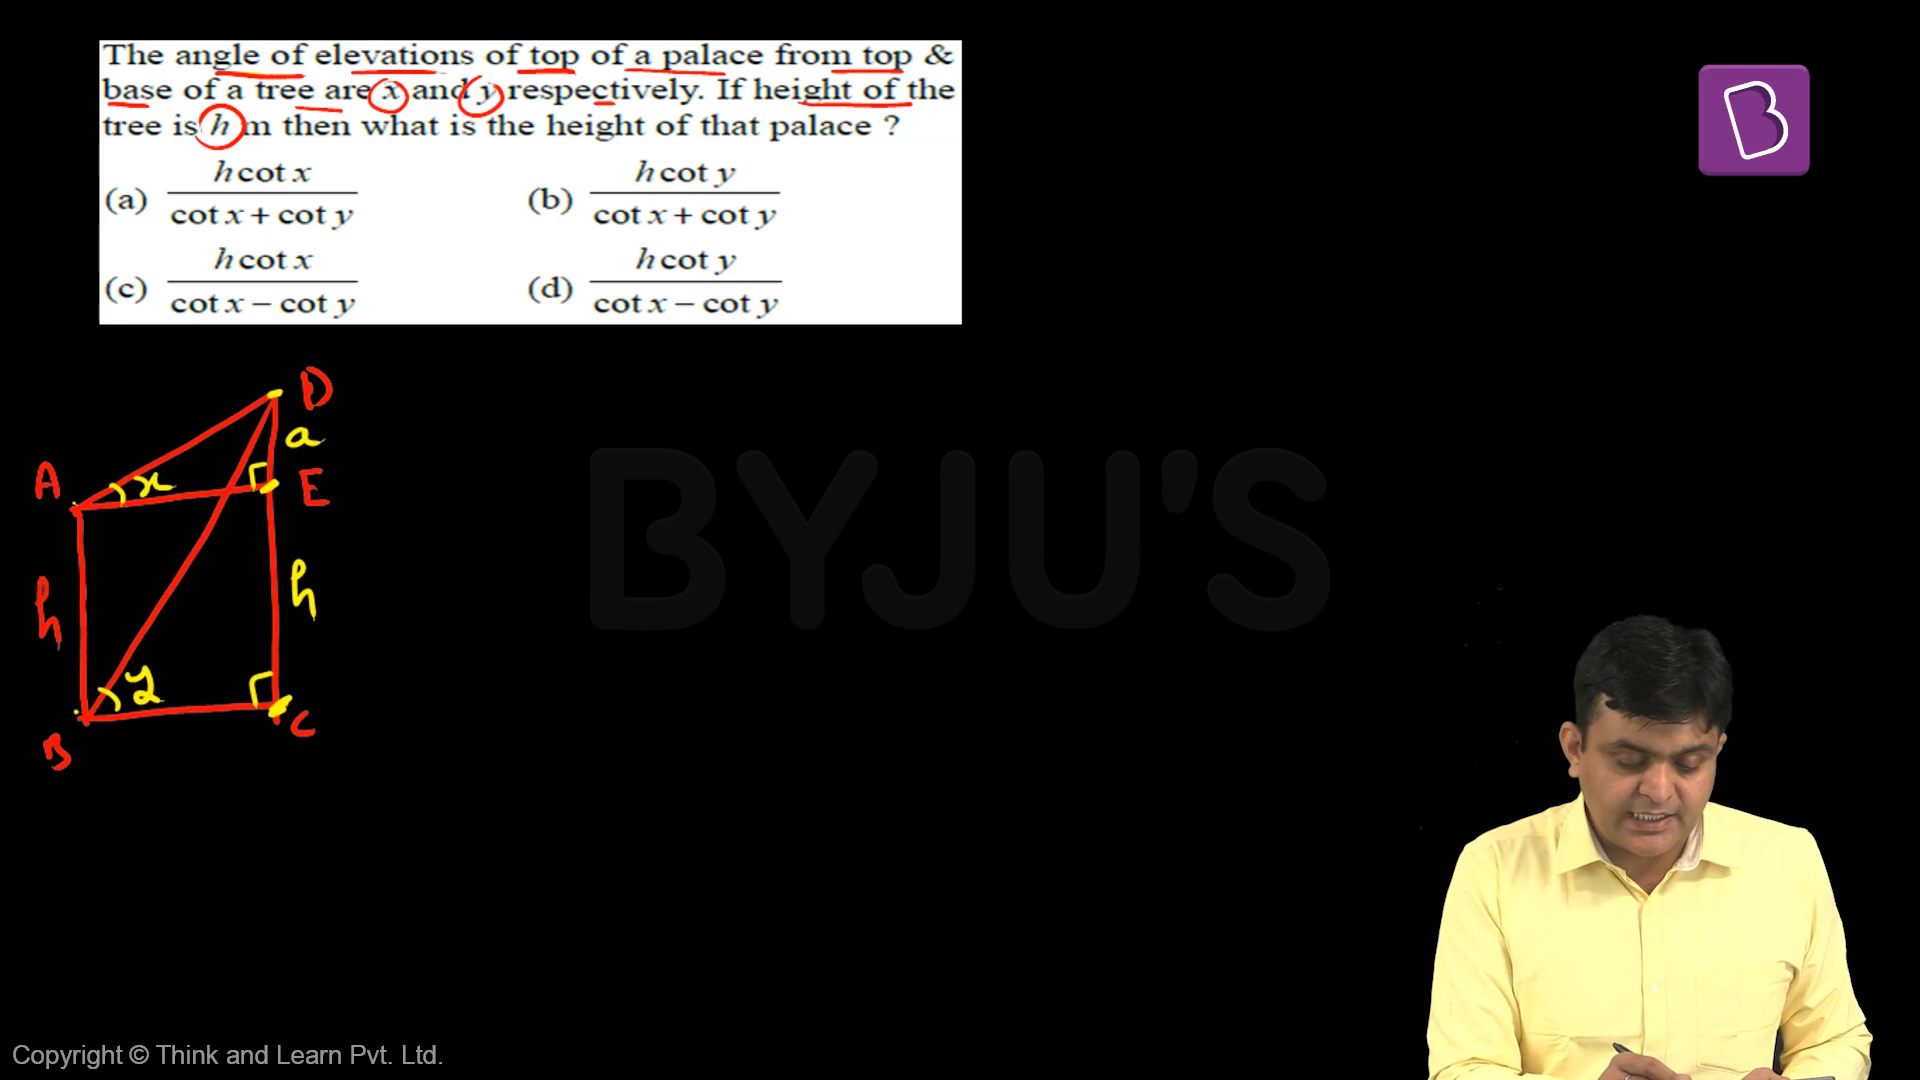 The angle of elevations of top of a palace from top &
base of a tree are x and y respectively. If height of the
tree is h m then what is the height of that palace ?
(a) h cot x / cot x + cot y
(b) h cot y / cot x + cot y
(c) h cot x / cot x − cot y
(d) h cot y / cot x − cot y
D
a
A
x
E
h
h
y
B
C
BYJU'S
B
Copyright © Think and Learn Pvt. Ltd.